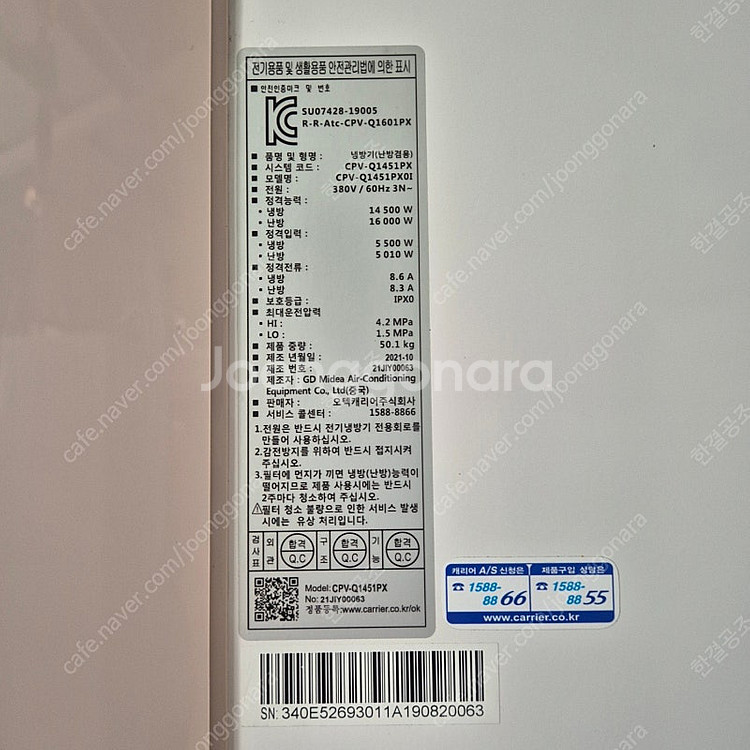 전기용품 및 생활용품 안전관리법에 의한 표시
■ 안전인증마크 및 번호
SU07428-19005
R-R-Atc-CPV-Q1601PX
■ 품명 및 형명 : 냉방기(난방겸용)
■ 시스템 코드 : CPV-Q1451PX
■ 모델명 : CPV-Q1451PX0I
■ 전원 : 380V / 60Hz 3N~
■ 정격능력 :
• 냉방 14 500 W
• 난방 16 000 W
■ 정격입력 :
• 냉방 5 500 W
• 난방 5 010 W
■ 정격전류 :
• 냉방 8.6 A
• 난방 8.3 A
■ 보호등급 : IPX0
■ 최대운전압력
• HI : 4.2 MPa
• LO : 1.5 MPa
■ 제품 중량 : 50.1 kg
■ 제조 년월일 : 2021-10
■ 제조 번호 : 21JIY00063
■ 제조자 : GD Midea Air-Conditioning
Equipment Co., Ltd(중국)
■ 판매자 : 오텍캐리어주식회사
■ 서비스 콜센터 : 1588-8866
1.전원은 반드시 전기냉방기 전용회로를
만들어 사용하십시오.
2.감전방지를 위하여 반드시 접지시켜
주십시오.
3.필터에 먼지가 끼면 냉방(난방)능력이
떨어지므로 제품 사용시에는 반드시
2주마다 청소하여 주십시오.
⚠필터 청소 불량으로 인한 서비스 발생
시에는 유상 처리입니다.
검사표 외관 합격 Q.C 구조 합격 Q.C 기능 합격 Q.C
Model: CPV-Q1451PX
No: 21JIY00063
정품등록:www.carrier.co.kr/ok
캐리어 A/S 신청은 제품구입 상담은
☎ 1588-8866 ☎ 1588-8855
www.carrier.co.kr
SN: 340E52693011A190820063
Joonggonara
cafe.naver.com/joonggonara
한결공조